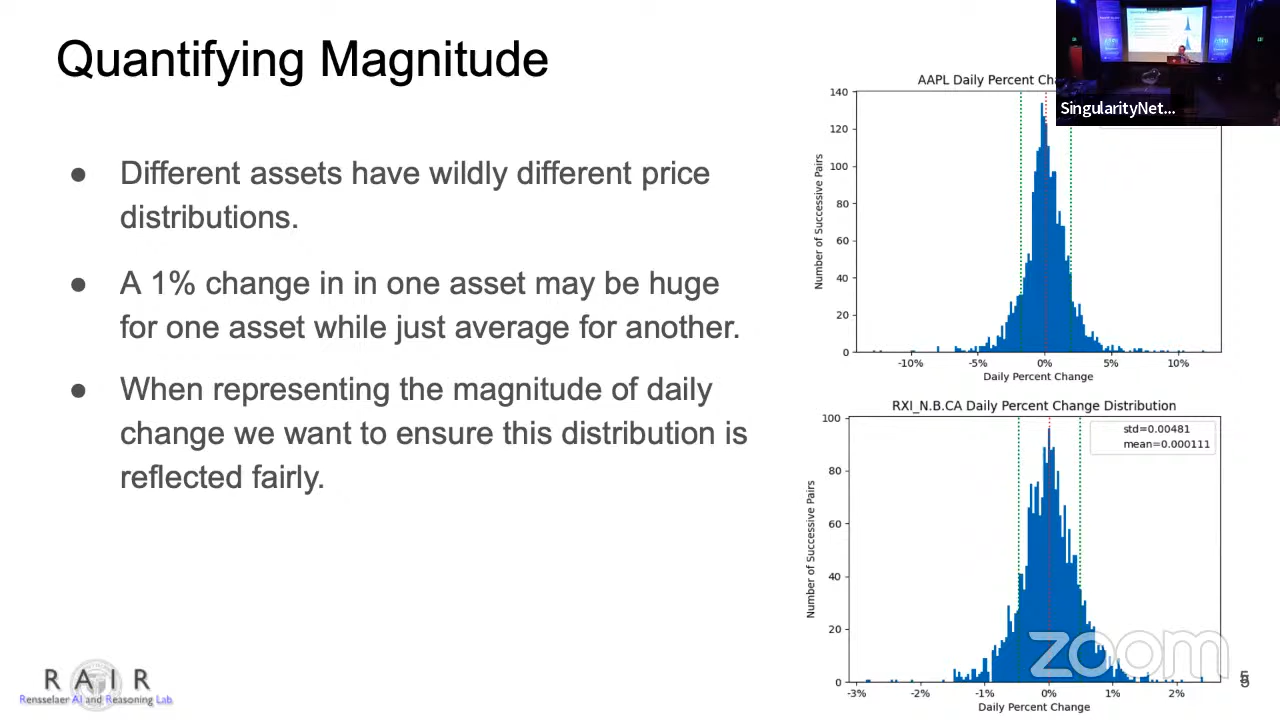 Quantifying Magnitude
● Different assets have wildly different price
distributions.
● A 1% change in in one asset may be huge
for one asset while just average for another.
● When representing the magnitude of daily
change we want to ensure this distribution is
reflected fairly.
AAPL Daily Percent Cha
SingularityNet...
Number of Successive Pairs
140
120
100
80
60
40
20
0
-10% -5% 0% 5% 10%
Daily Percent Change
RXI_N.B.CA Daily Percent Change Distribution
std=0.00481
mean=0.000111
Number of Successive Pairs
100
80
60
40
20
0
-3% -2% -1% 0% 1% 2%
Daily Percent Change
zoom
RAIR
Rensselaer AI and Reasoning Lab
5